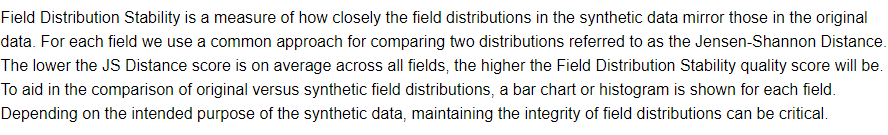 Field Distribution Stability is a measure of how closely the field distributions in the synthetic data mirror those in the original
data. For each field we use a common approach for comparing two distributions referred to as the Jensen-Shannon Distance.
The lower the JS Distance score is on average across all fields, the higher the Field Distribution Stability quality score will be.
To aid in the comparison of original versus synthetic field distributions, a bar chart or histogram is shown for each field.
Depending on the intended purpose of the synthetic data, maintaining the integrity of field distributions can be critical.